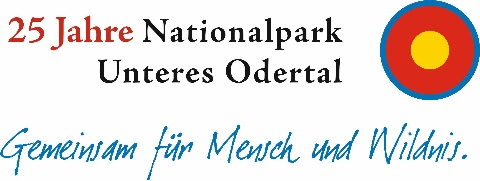 25 Jahre Nationalpark
Unteres Odertal
Gemeinsam für Mensch und Wildnis.